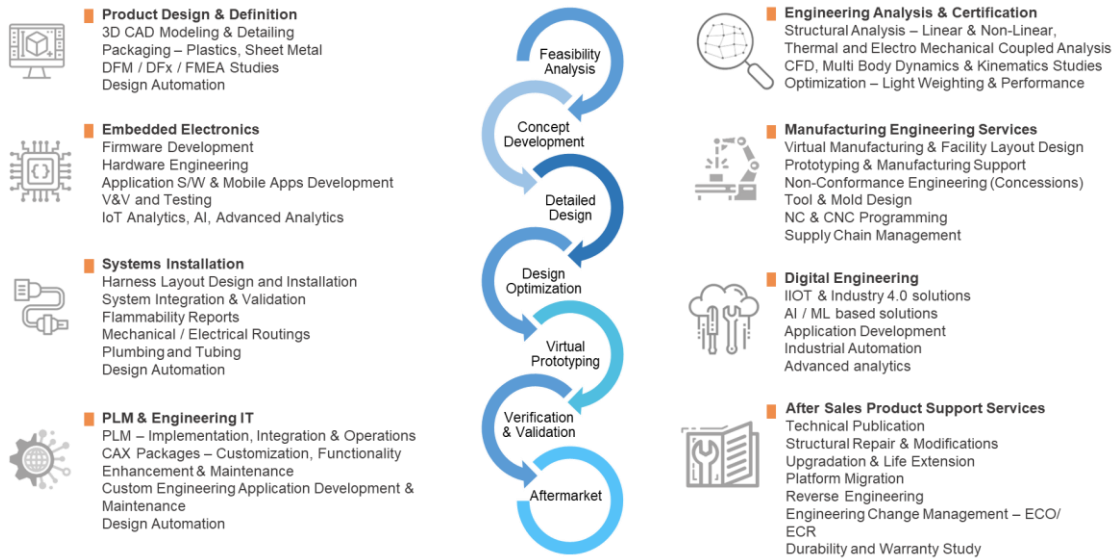 Product Design & Definition
3D CAD Modeling & Detailing
Packaging – Plastics, Sheet Metal
DFM / DFx / FMEA Studies
Design Automation
Embedded Electronics
Firmware Development
Hardware Engineering
Application S/W & Mobile Apps Development
V&V and Testing
IoT Analytics, AI, Advanced Analytics
Systems Installation
Harness Layout Design and Installation
System Integration & Validation
Flammability Reports
Mechanical / Electrical Routings
Plumbing and Tubing
Design Automation
PLM & Engineering IT
PLM – Implementation, Integration & Operations
CAX Packages – Customization, Functionality
Enhancement & Maintenance
Custom Engineering Application Development &
Maintenance
Design Automation
Feasibility
Analysis
Concept
Development
Detailed
Design
Design
Optimization
Virtual
Prototyping
Verification
& Validation
Aftermarket
Engineering Analysis & Certification
Structural Analysis – Linear & Non-Linear,
Thermal and Electro Mechanical Coupled Analysis
CFD, Multi Body Dynamics & Kinematics Studies
Optimization – Light Weighting & Performance
Manufacturing Engineering Services
Virtual Manufacturing & Facility Layout Design
Prototyping & Manufacturing Support
Non-Conformance Engineering (Concessions)
Tool & Mold Design
NC & CNC Programming
Supply Chain Management
Digital Engineering
IIOT & Industry 4.0 solutions
AI / ML based solutions
Application Development
Industrial Automation
Advanced analytics
After Sales Product Support Services
Technical Publication
Structural Repair & Modifications
Upgradation & Life Extension
Platform Migration
Reverse Engineering
Engineering Change Management – ECO/
ECR
Durability and Warranty Study